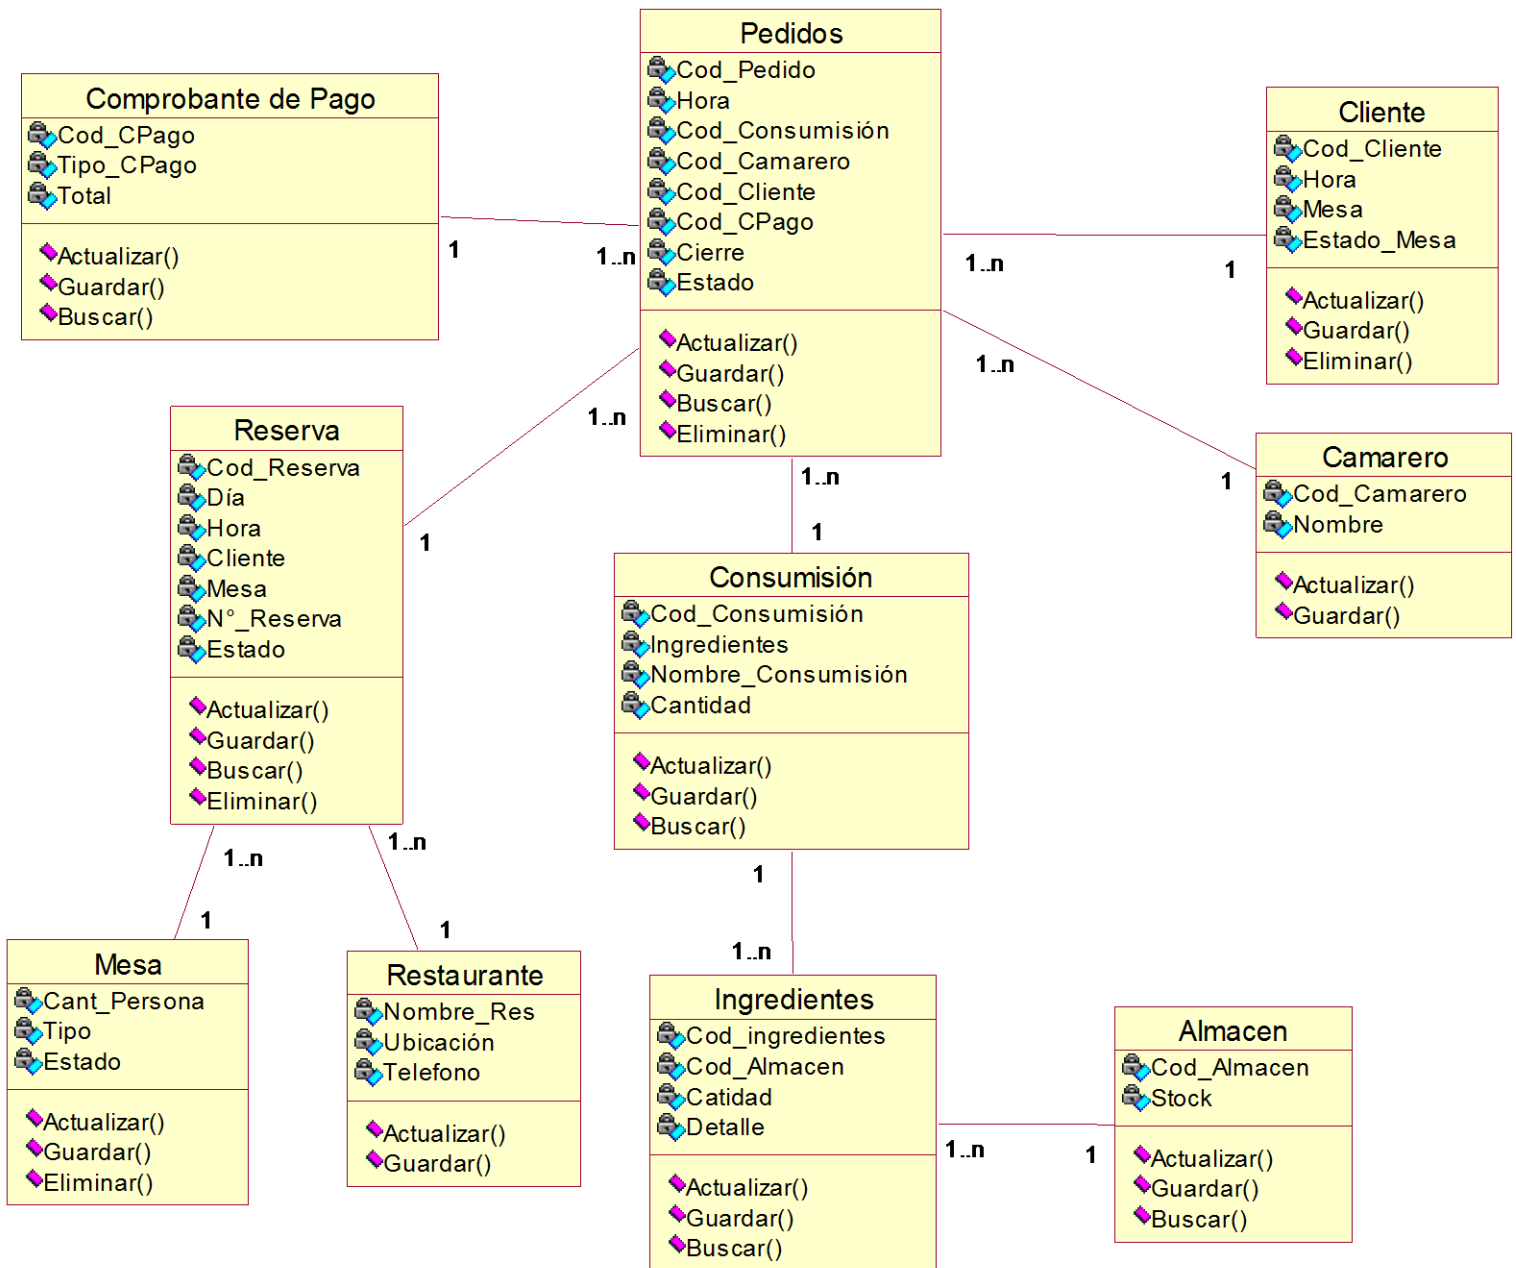 Pedidos
Cod_Pedido
Hora
Cod_Consumisión
Cod_Camarero
Cod_Cliente
Cod_CPago
Cierre
Estado
Actualizar()
Guardar()
Buscar()
Eliminar()
Comprobante de Pago
Cod_CPago
Tipo_CPago
Total
Actualizar()
Guardar()
Buscar()
1
1..n
Cliente
Cod_Cliente
Hora
Mesa
Estado_Mesa
Actualizar()
Guardar()
Eliminar()
1..n
1
1..n
1
Camarero
Cod_Camarero
Nombre
Actualizar()
Guardar()
1..n
1
Reserva
Cod_Reserva
Día
Hora
Cliente
Mesa
N°_Reserva
Estado
Actualizar()
Guardar()
Buscar()
Eliminar()
1..n
1
Consumisión
Cod_Consumisión
Ingredientes
Nombre_Consumisión
Cantidad
Actualizar()
Guardar()
Buscar()
1..n
1
1..n
1
Mesa
Cant_Persona
Tipo
Estado
Actualizar()
Guardar()
Eliminar()
Restaurante
Nombre_Res
Ubicación
Telefono
Actualizar()
Guardar()
1
1..n
Ingredientes
Cod_ingredientes
Cod_Almacen
Catidad
Detalle
Actualizar()
Guardar()
Buscar()
1..n
1
Almacen
Cod_Almacen
Stock
Actualizar()
Guardar()
Buscar()